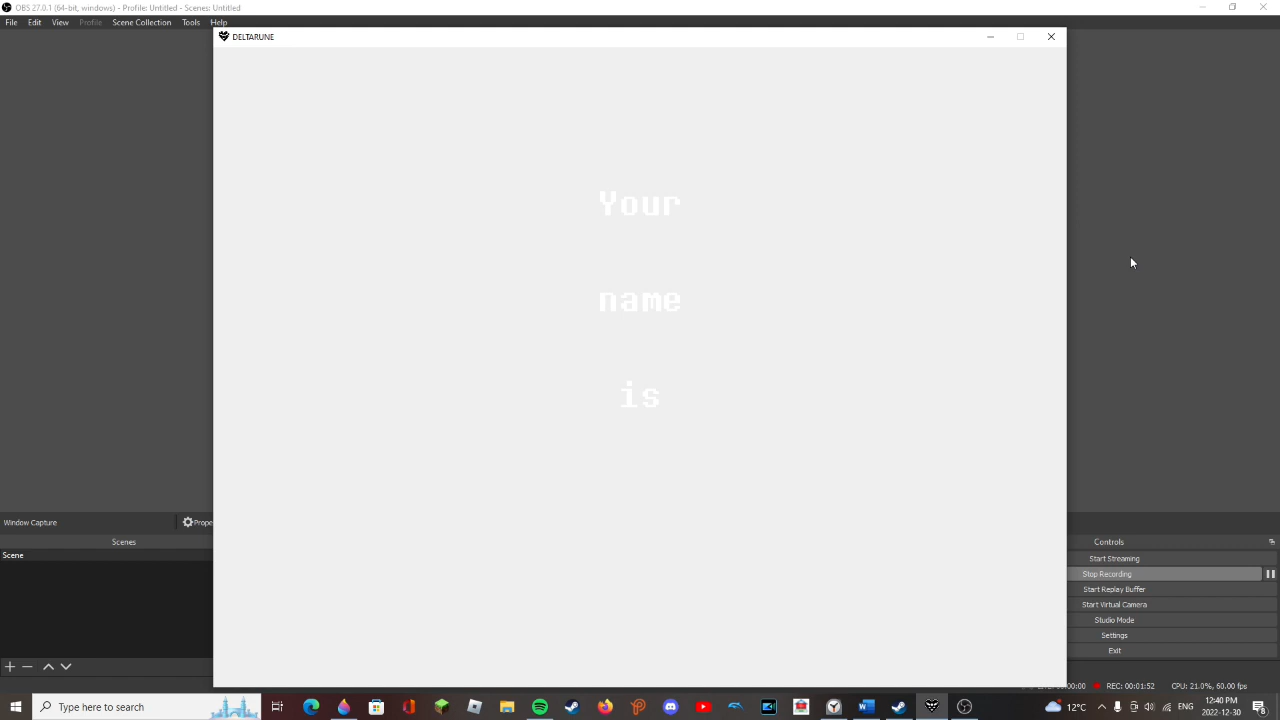 OBS 27.0.1 (64-bit, windows) - Profile: Untitled - Scenes: Untitled
File Edit View Profile Scene Collection Tools Help
DELTARUNE
Your
name
is
Window Capture
Scenes
Scene
Controls
Start Streaming
Stop Recording
Start Replay Buffer
Start Virtual Camera
Studio Mode
Settings
Exit
REC: 00:01:52 CPU: 21.0%, 60.00 fps
Type here to search
12°C
ENG
12:40 PM
2022-12-30
8